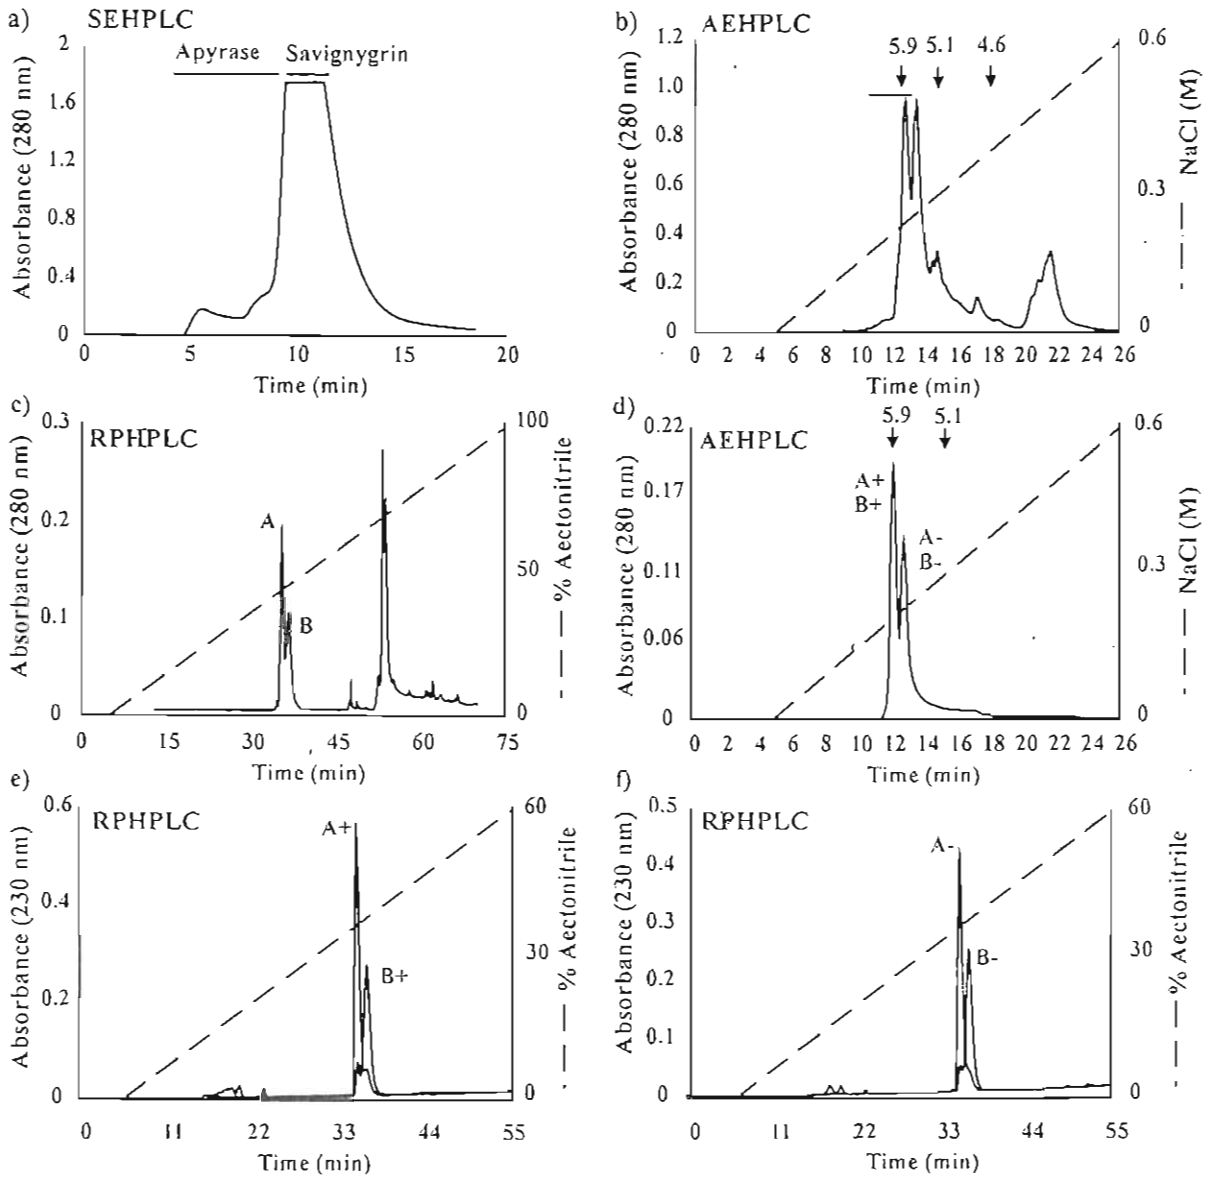 a) SEHPLC
Apyrase Savignygrin
2
1.6
1.2
0.8
0.4
0
Absorbance (280 nm)
0 5 10 15 20
Time (min)
b) AEHPLC
5.9 5.1 4.6
1.2
1.0
0.8
0.6
0.4
0.2
0
Absorbance (280 nm)
0.6
0.3
0
NaCl (M)
0 2 4 6 8 10 12 14 16 18 20 22 24 26
Time (min)
c) RPHPLC
A
B
0.3
0.2
0.1
0
Absorbance (280 nm)
100
50
0
% Aectonitrile
0 15 30 45 60 75
Time (min)
d) AEHPLC
5.9 5.1
A+
B+
A-
B-
0.22
0.17
0.11
0.06
0
Absorbance (280 nm)
0.6
0.3
0
NaCl (M)
0 2 4 6 8 10 12 14 16 18 20 22 24 26
Time (min)
e) RPHPLC
A+
B+
0.6
0.4
0.2
0
Absorbance (230 nm)
60
30
0
% Aectonitrile
0 11 22 33 44 55
Time (min)
f) RPHPLC
A-
B-
0.5
0.4
0.3
0.2
0.1
0
Absorbance (230 nm)
60
30
0
% Aectonitrile
0 11 22 33 44 55
Time (min)